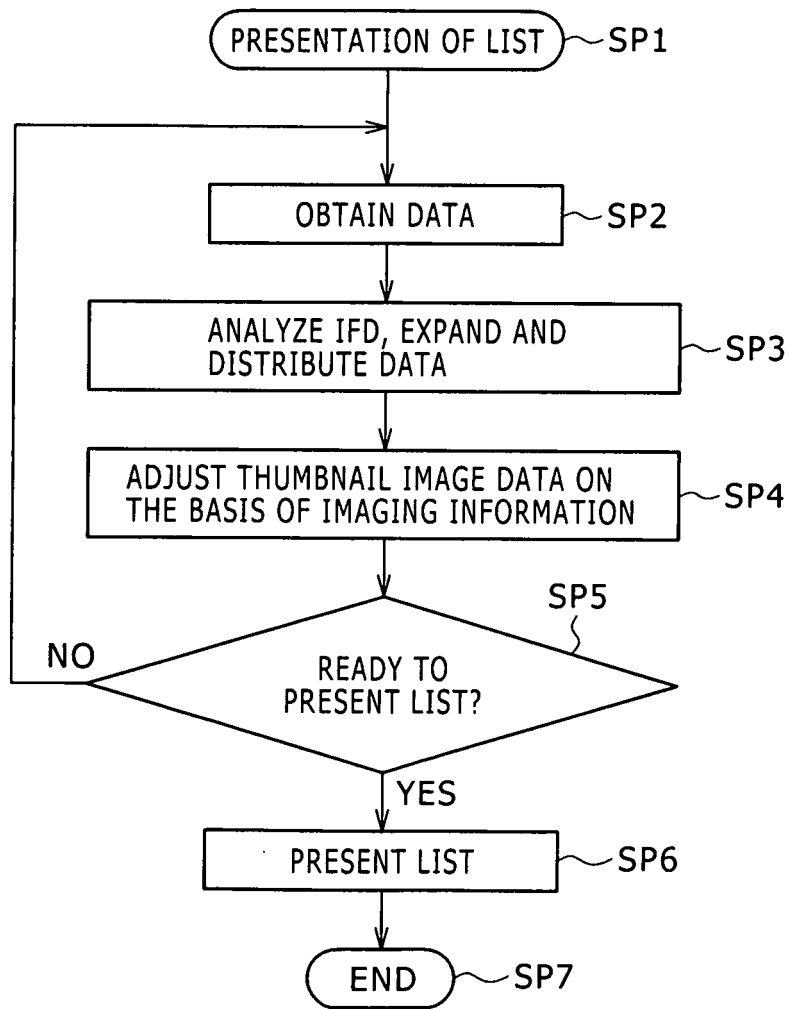 PRESENTATION OF LIST SP1
OBTAIN DATA SP2
ANALYZE IFD, EXPAND AND
DISTRIBUTE DATA
SP3
ADJUST THUMBNAIL IMAGE DATA ON
THE BASIS OF IMAGING INFORMATION
SP4
SP5
NO
READY TO
PRESENT LIST?
YES
PRESENT LIST SP6
END SP7